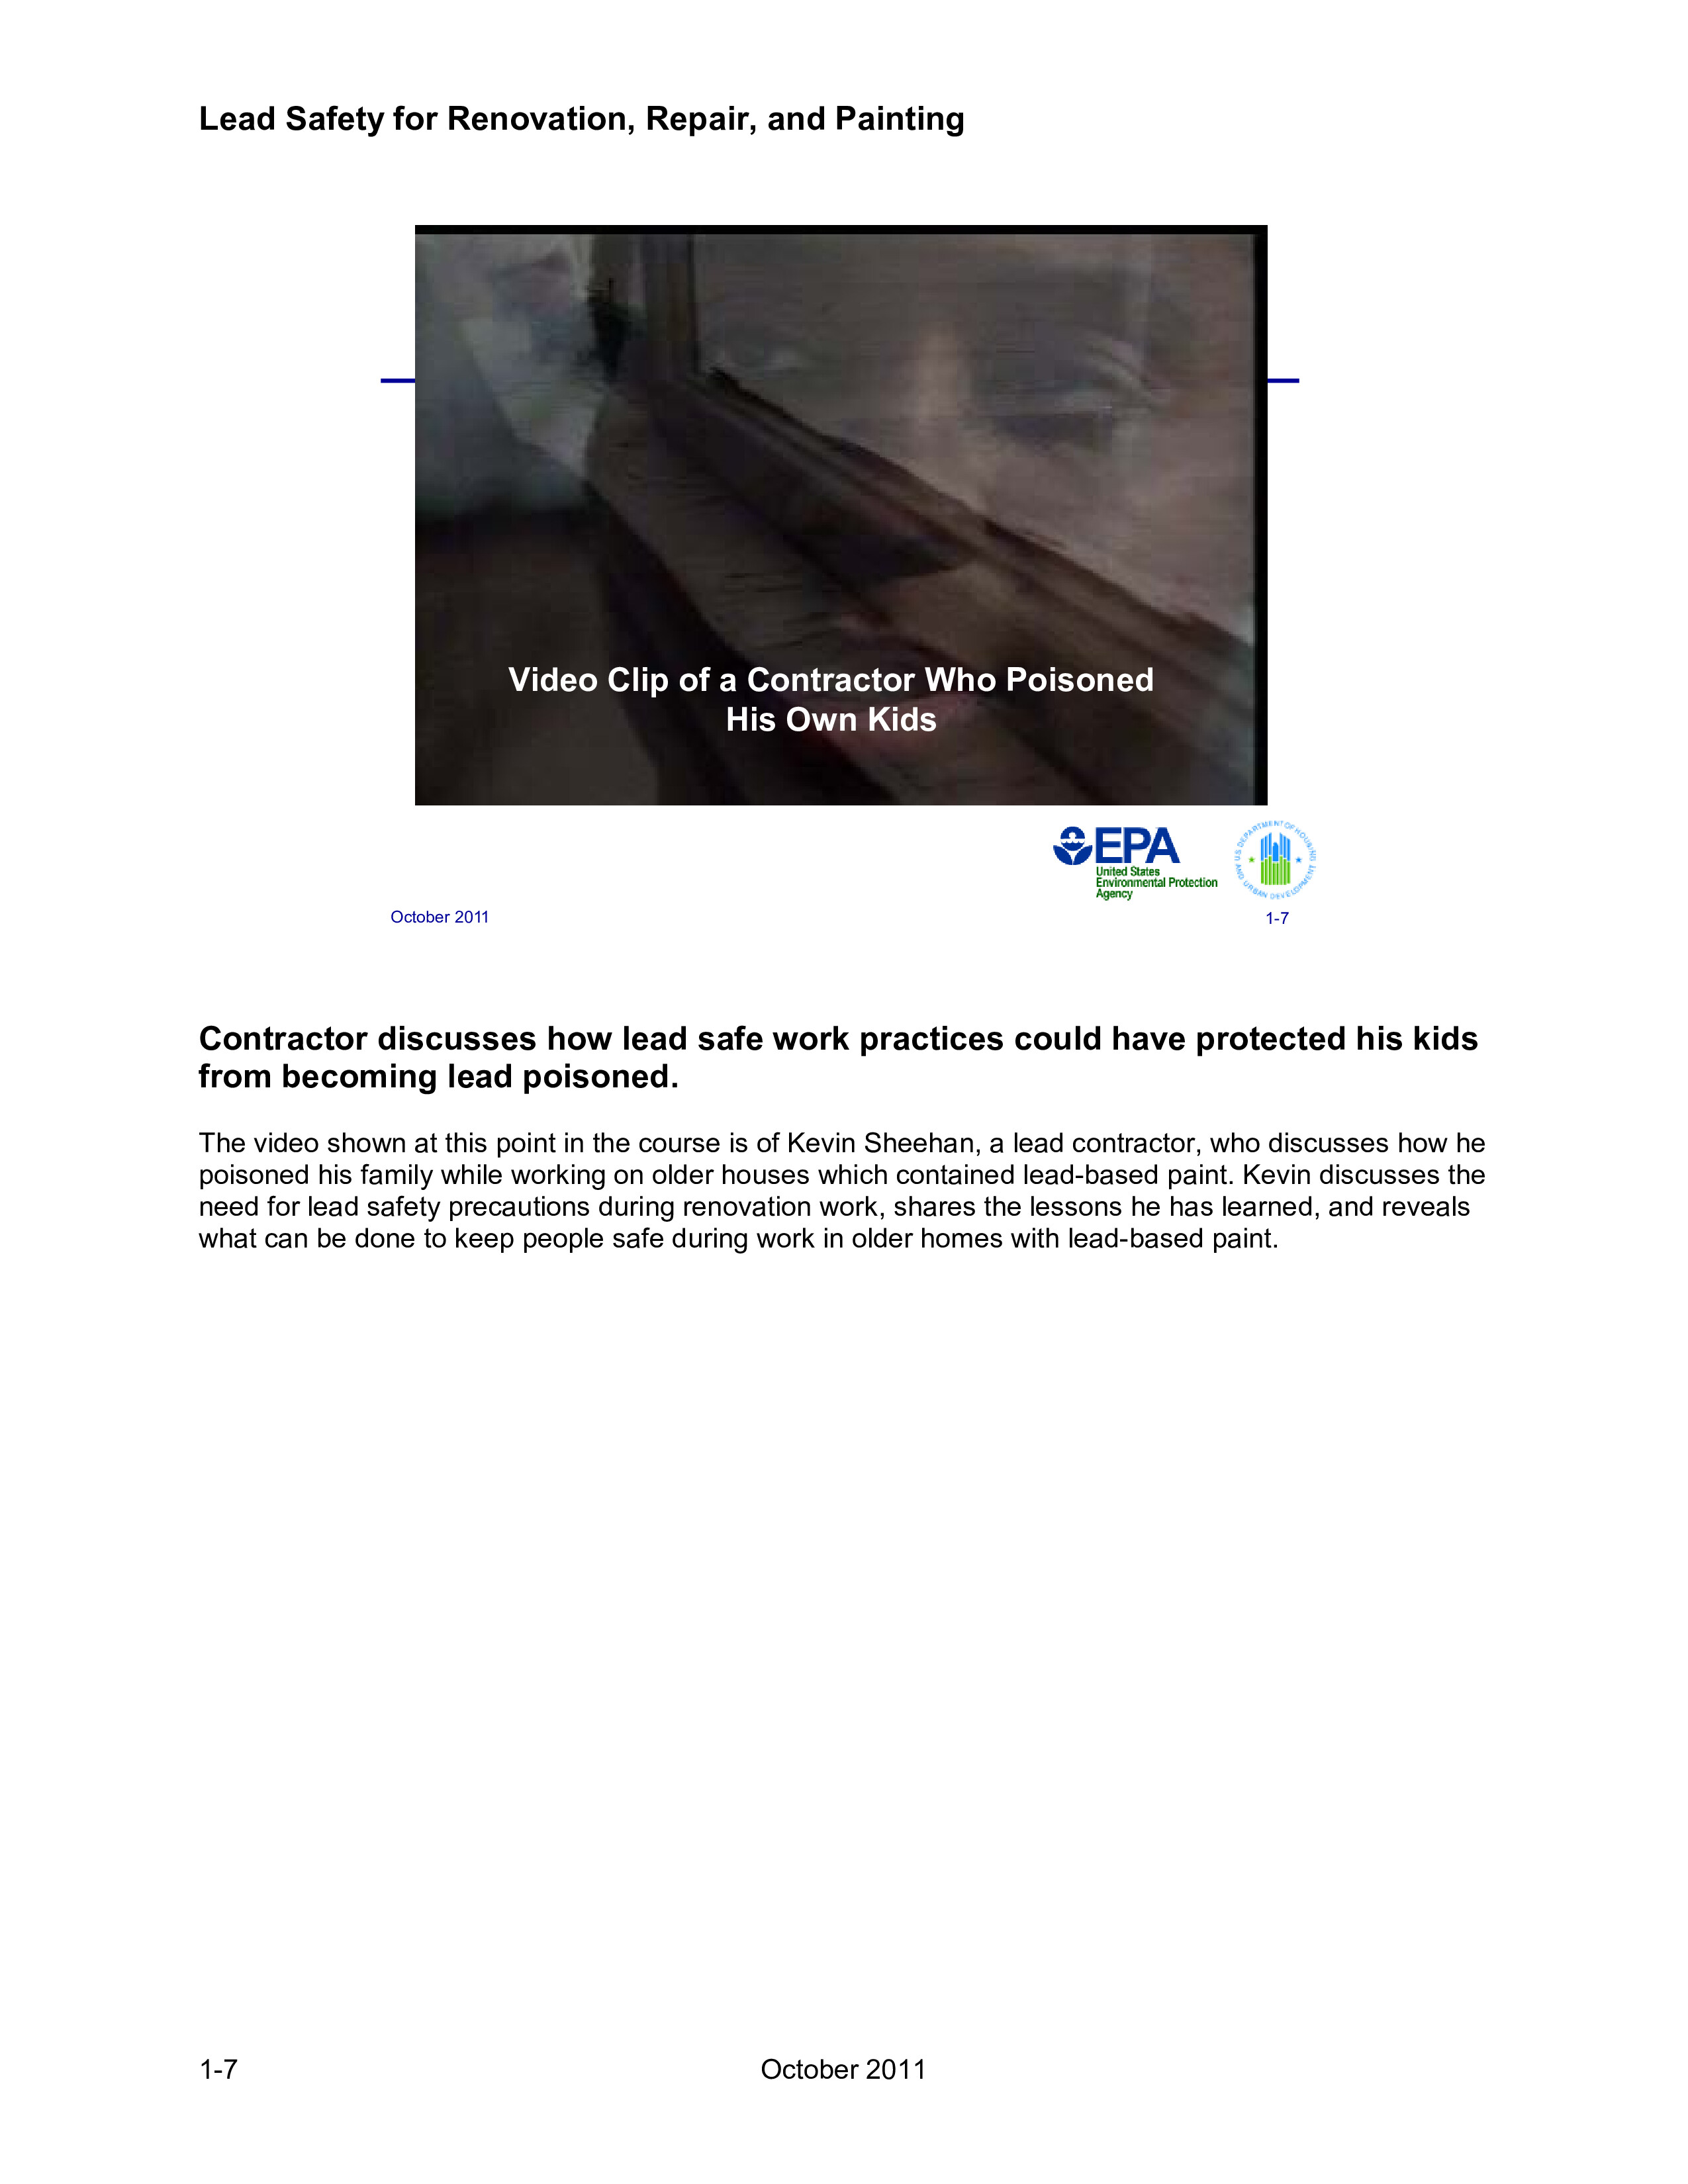 Lead Safety for Renovation, Repair, and Painting
Video Clip of a Contractor Who Poisoned
His Own Kids
EPA
United States
Environmental Protection
Agency
U.S. DEPARTMENT OF HOUSING AND URBAN DEVELOPMENT
October 2011
1-7
Contractor discusses how lead safe work practices could have protected his kids
from becoming lead poisoned.
The video shown at this point in the course is of Kevin Sheehan, a lead contractor, who discusses how he
poisoned his family while working on older houses which contained lead-based paint. Kevin discusses the
need for lead safety precautions during renovation work, shares the lessons he has learned, and reveals
what can be done to keep people safe during work in older homes with lead-based paint.
1-7
October 2011